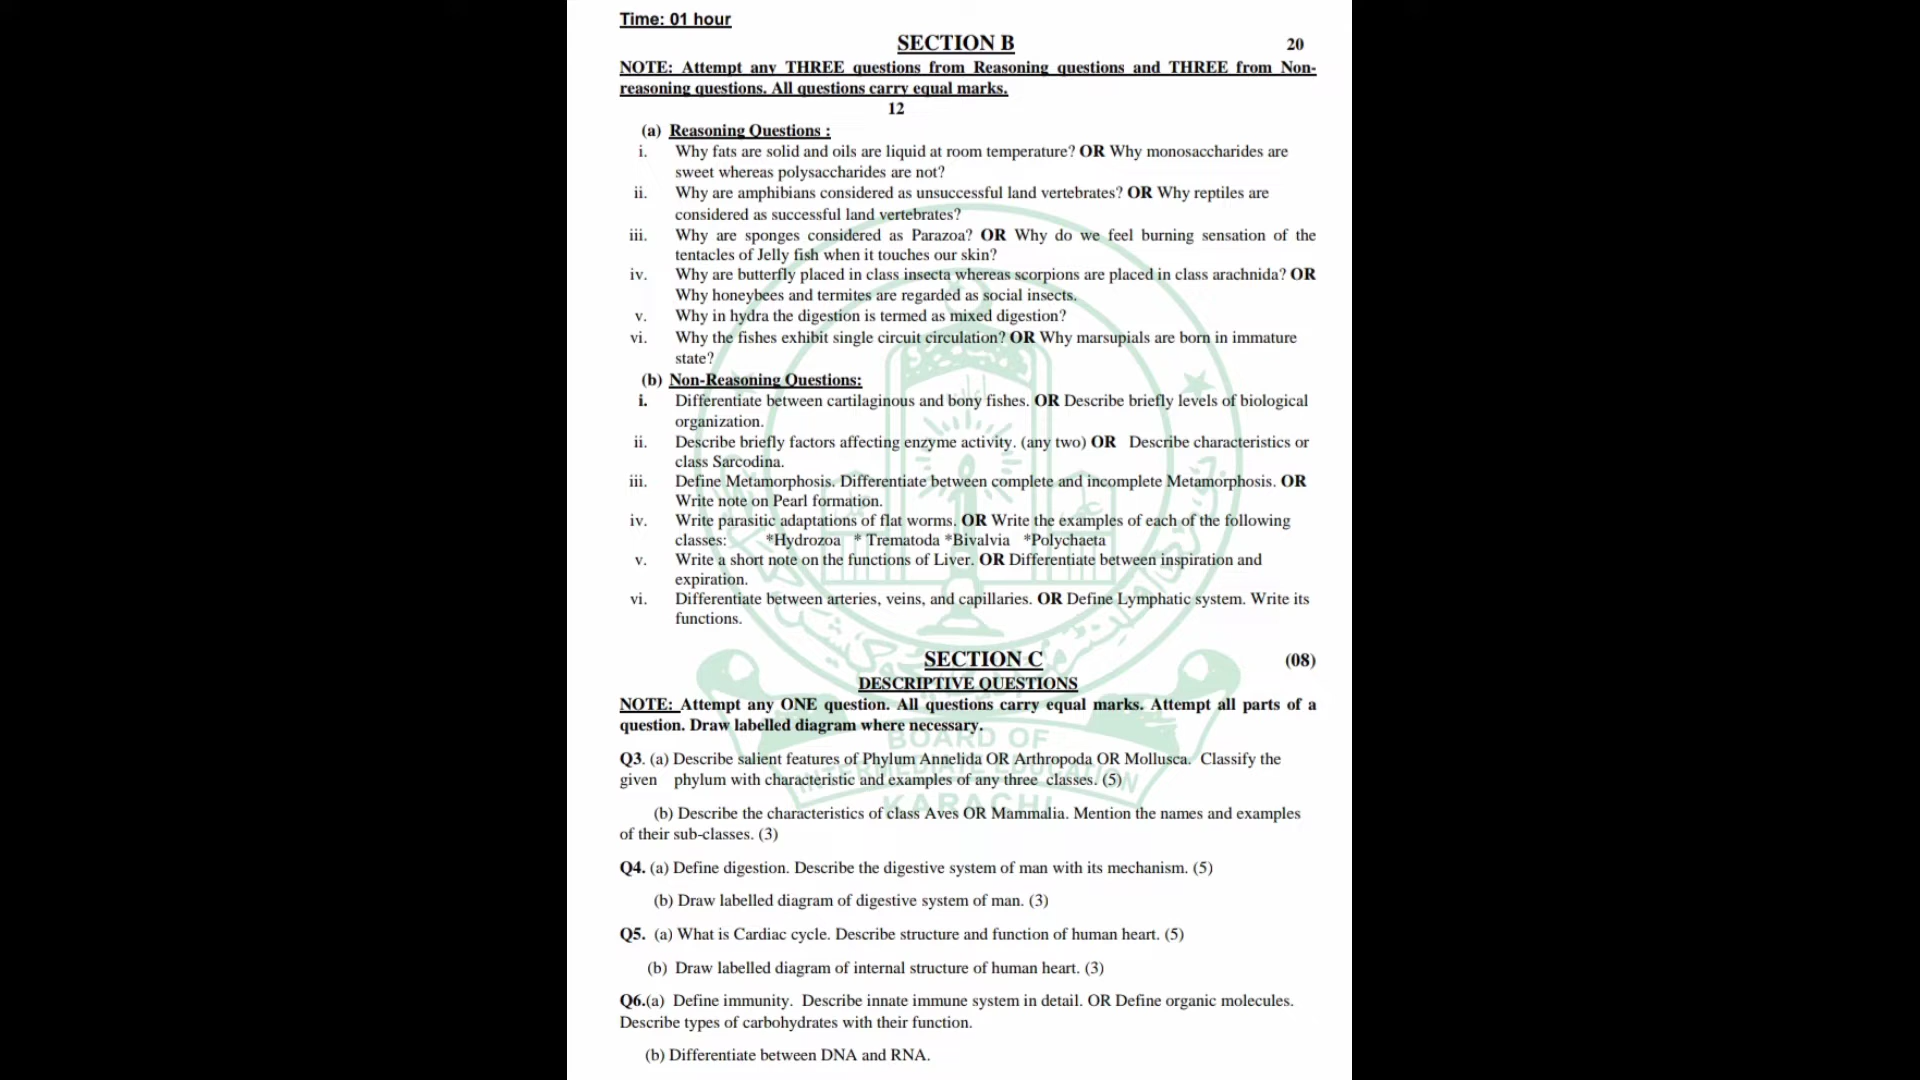 Time: 01 hour
SECTION B 20
NOTE: Attempt any THREE questions from Reasoning questions and THREE from Non-
reasoning questions. All questions carry equal marks.
12
(a) Reasoning Questions :
i. Why fats are solid and oils are liquid at room temperature? OR Why monosaccharides are
sweet whereas polysaccharides are not?
ii. Why are amphibians considered as unsuccessful land vertebrates? OR Why reptiles are
considered as successful land vertebrates?
iii. Why are sponges considered as Parazoa? OR Why do we feel burning sensation of the
tentacles of Jelly fish when it touches our skin?
iv. Why are butterfly placed in class insecta whereas scorpions are placed in class arachnida? OR
Why honeybees and termites are regarded as social insects.
v. Why in hydra the digestion is termed as mixed digestion?
vi. Why the fishes exhibit single circuit circulation? OR Why marsupials are born in immature
state?
(b) Non-Reasoning Questions:
i. Differentiate between cartilaginous and bony fishes. OR Describe briefly levels of biological
organization.
ii. Describe briefly factors affecting enzyme activity. (any two) OR Describe characteristics or
class Sarcodina.
iii. Define Metamorphosis. Differentiate between complete and incomplete Metamorphosis. OR
Write note on Pearl formation.
iv. Write parasitic adaptations of flat worms. OR Write the examples of each of the following
classes: *Hydrozoa * Trematoda *Bivalvia *Polychaeta
v. Write a short note on the functions of Liver. OR Differentiate between inspiration and
expiration.
vi. Differentiate between arteries, veins, and capillaries. OR Define Lymphatic system. Write its
functions.
SECTION C (08)
DESCRIPTIVE QUESTIONS
NOTE: Attempt any ONE question. All questions carry equal marks. Attempt all parts of a
question. Draw labelled diagram where necessary.
BOARD OF
Q3. (a) Describe salient features of Phylum Annelida OR Arthropoda OR Mollusca. Classify the
INTERMEDIATE EDUCATION
given phylum with characteristic and examples of any three classes. (5)
KARACHI
(b) Describe the characteristics of class Aves OR Mammalia. Mention the names and examples
of their sub-classes. (3)
Q4. (a) Define digestion. Describe the digestive system of man with its mechanism. (5)
(b) Draw labelled diagram of digestive system of man. (3)
Q5. (a) What is Cardiac cycle. Describe structure and function of human heart. (5)
(b) Draw labelled diagram of internal structure of human heart. (3)
Q6.(a) Define immunity. Describe innate immune system in detail. OR Define organic molecules.
Describe types of carbohydrates with their function.
(b) Differentiate between DNA and RNA.